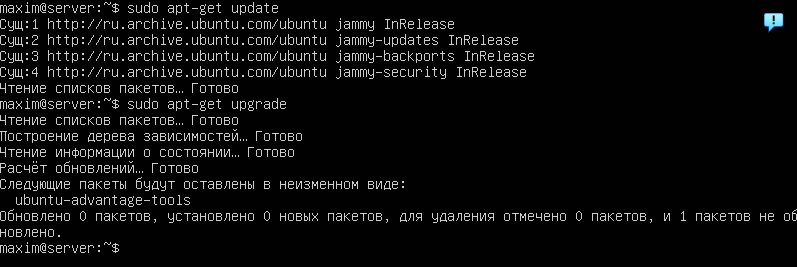 maxim@server:~$ sudo apt-get update
Сущ:1 http://ru.archive.ubuntu.com/ubuntu jammy InRelease
Сущ:2 http://ru.archive.ubuntu.com/ubuntu jammy-updates InRelease
Сущ:3 http://ru.archive.ubuntu.com/ubuntu jammy-backports InRelease
Сущ:4 http://ru.archive.ubuntu.com/ubuntu jammy-security InRelease
Чтение списков пакетов… Готово
maxim@server:~$ sudo apt-get upgrade
Чтение списков пакетов… Готово
Построение дерева зависимостей… Готово
Чтение информации о состоянии… Готово
Расчёт обновлений… Готово
Следующие пакеты будут оставлены в неизменном виде:
  ubuntu-advantage-tools
Обновлено 0 пакетов, установлено 0 новых пакетов, для удаления отмечено 0 пакетов, и 1 пакетов не об
новлено.
maxim@server:~$